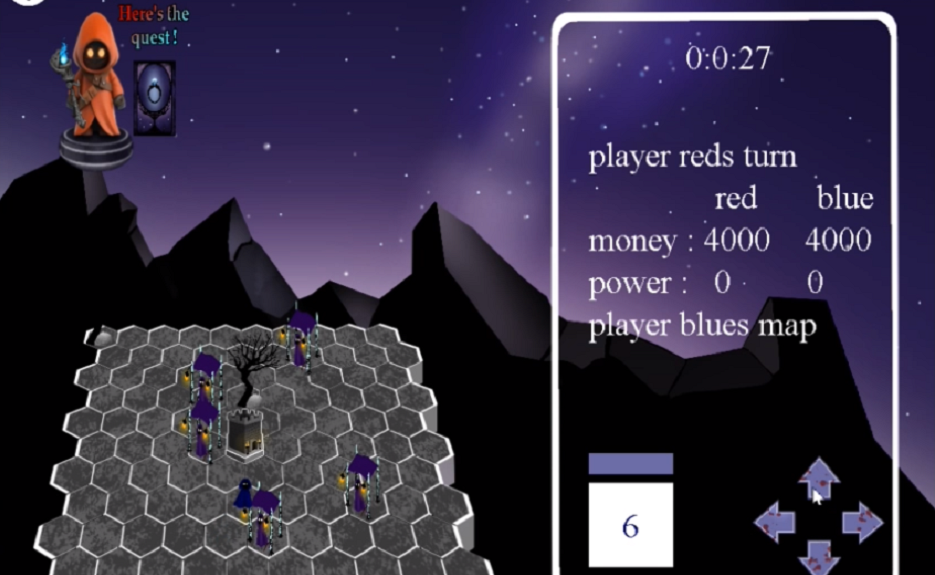 Here's the
quest!
0:0:27
player reds turn
red blue
money : 4000 4000
power : 0 0
player blues map
6